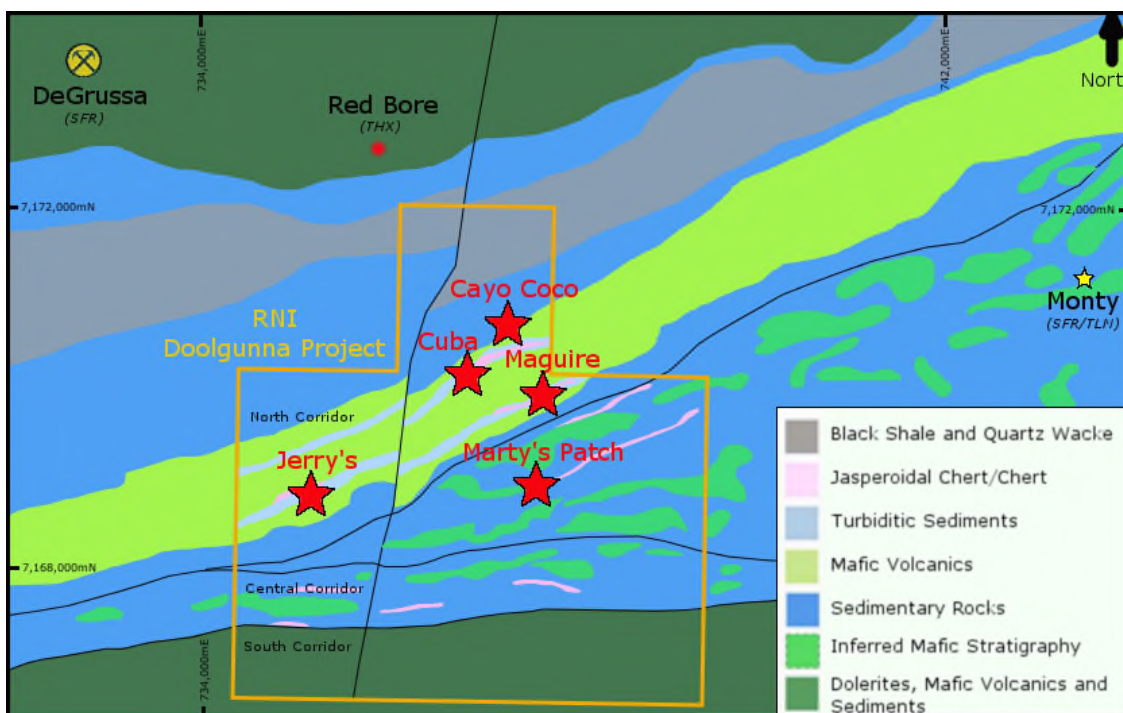 DeGrussa
(SFR)
734,000mE
Red Bore
(THX)
742,000mE
North
7,172,000mN
7,172,000mN
Cayo Coco
Monty
(SFR/TLN)
RNI
Doolgunna Project
Cuba
Maguire
North Corridor
Jerry's
Marty's Patch
7,168,000mN
Central Corridor
South Corridor
734,000mE
Black Shale and Quartz Wacke
Jasperoidal Chert/Chert
Turbiditic Sediments
Mafic Volcanics
Sedimentary Rocks
Inferred Mafic Stratigraphy
Dolerites, Mafic Volcanics and
Sediments